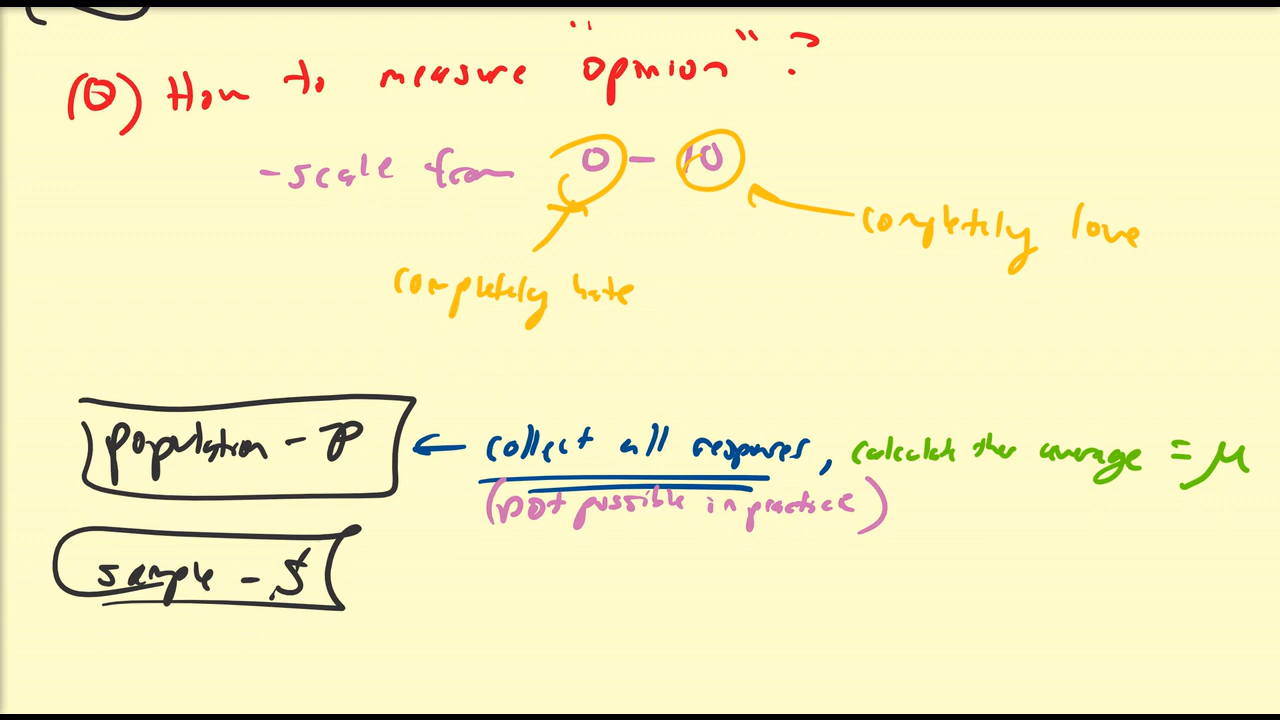 (Q) How to measure "opinion" ?
- scale from 0 - 10
completely love
completely hate
population - P ← collect all responses, calculate the average = μ
(not possible in practice)
sample - S